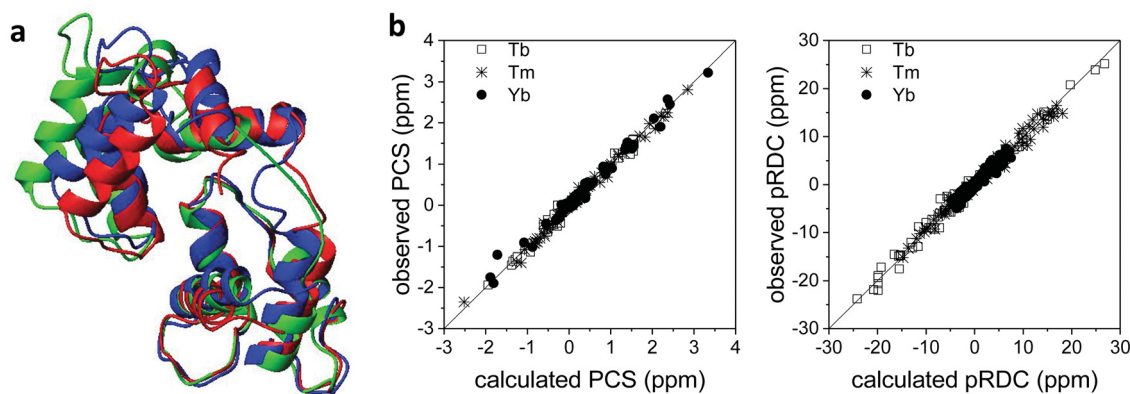 a
b
4
3
2
1
0
-1
-2
-3
observed PCS (ppm)
Tb
Tm
Yb
-3 -2 -1 0 1 2 3 4
calculated PCS (ppm)
30
20
10
0
-10
-20
-30
observed pRDC (ppm)
Tb
Tm
Yb
-30 -20 -10 0 10 20 30
calculated pRDC (ppm)